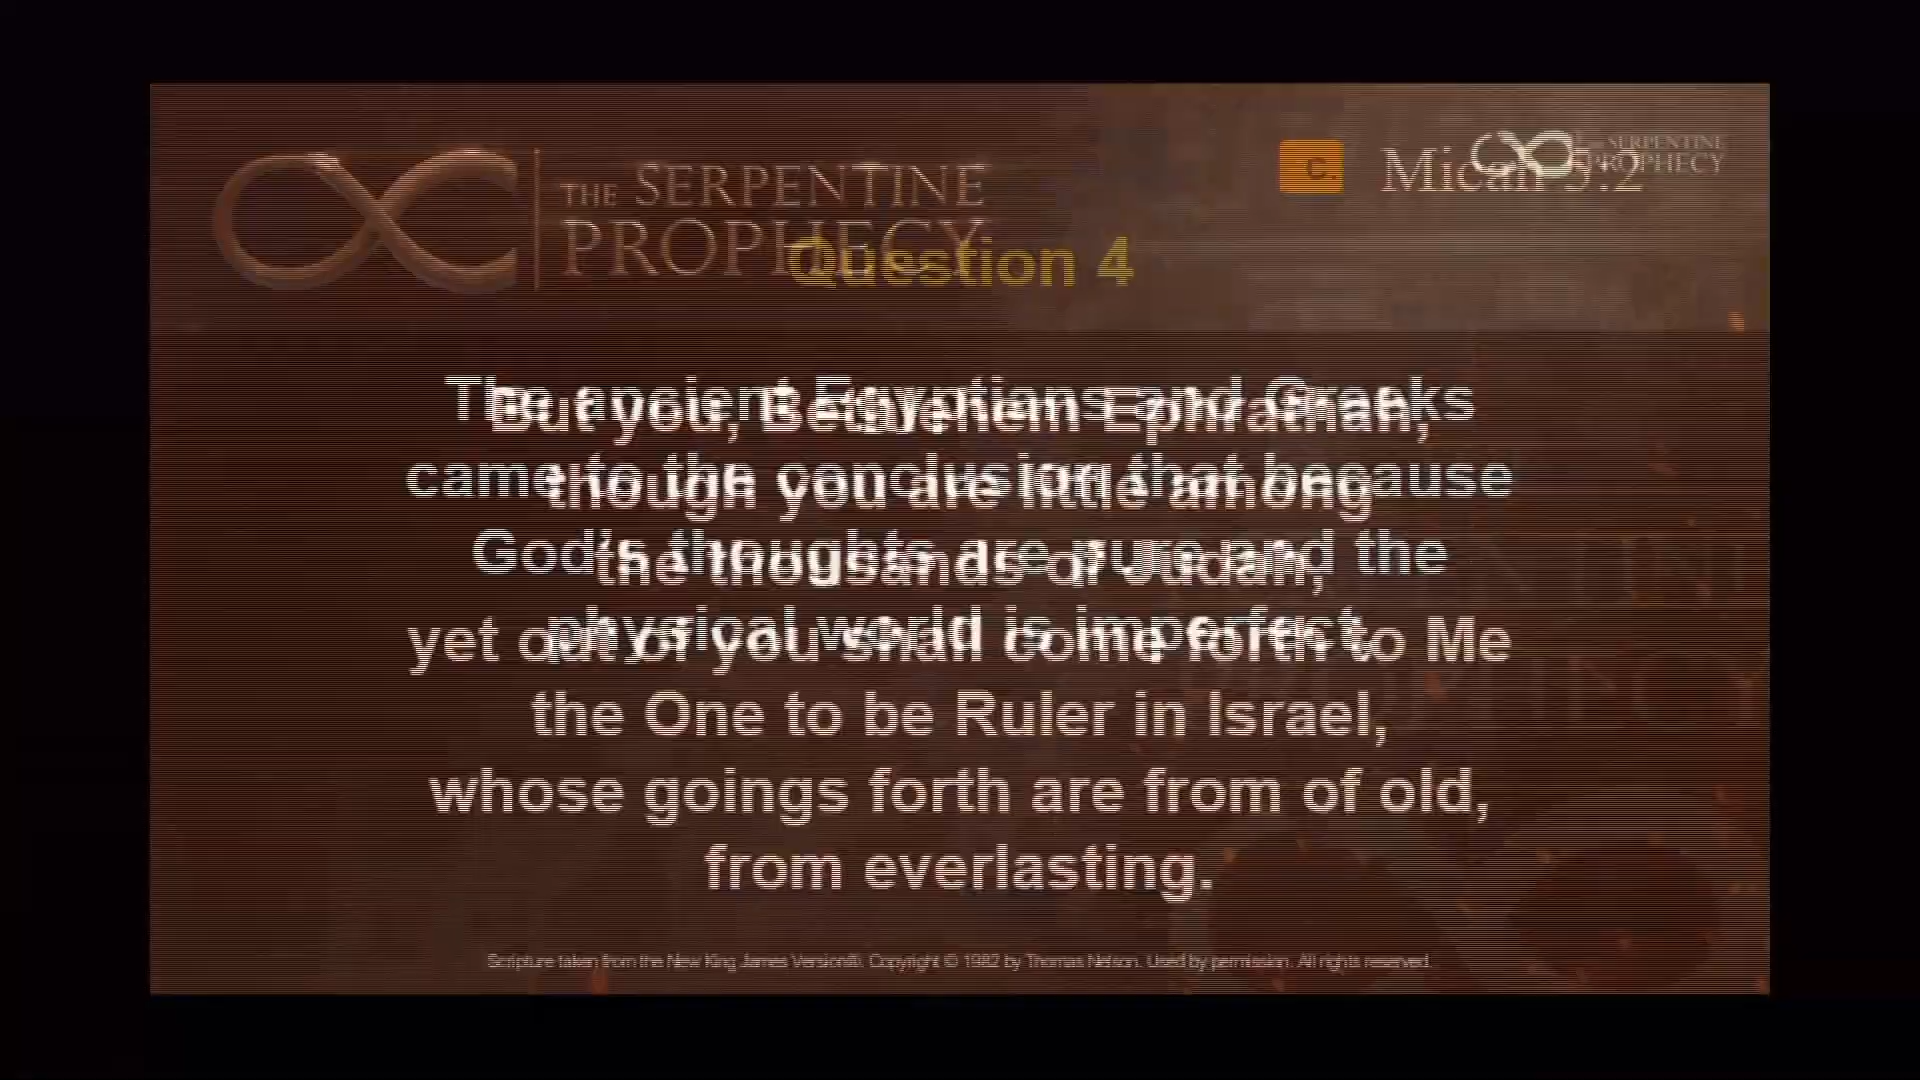 THE SERPENTINE
PROPHECY
c. Micah 5:2
THE SERPENTINE
PROPHECY
Question 4
The ancient Egyptians and Greeks
came to the conclusion that because
God's thoughts are pure and the
physical world is imperfect,
But you, Bethlehem Ephrathah,
though you are little among
the thousands of Judah,
yet out of you shall come forth to Me
the One to be Ruler in Israel,
whose goings forth are from of old,
from everlasting.
Scripture taken from the New King James Version®. Copyright © 1982 by Thomas Nelson. Used by permission. All rights reserved.